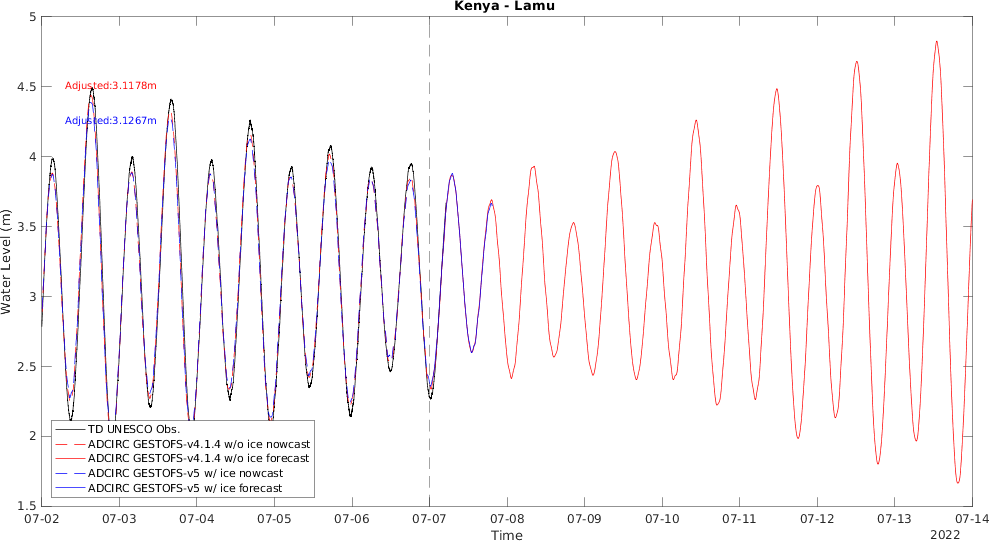 Kenya - Lamu
5
4.5
4
3.5
3
2.5
2
1.5
Water Level (m)
Adjusted:3.1178m
Adjusted:3.1267m
TD UNESCO Obs.
ADCIRC GESTOFS-v4.1.4 w/o ice nowcast
ADCIRC GESTOFS-v4.1.4 w/o ice forecast
ADCIRC GESTOFS-v5 w/ ice nowcast
ADCIRC GESTOFS-v5 w/ ice forecast
07-02 07-03 07-04 07-05 07-06 07-07 07-08 07-09 07-10 07-11 07-12 07-13 07-14
Time
2022